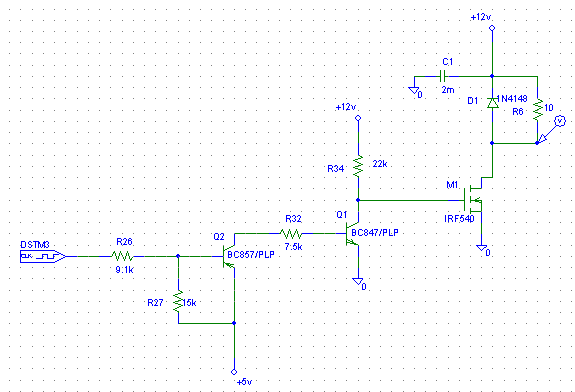 +12v
C1
0
2m
D1
1N4148
R6
10
V
+12v
R34
22k
M1
IRF540
0
Q1
BC847/PLP
R32
7.5k
0
Q2
BC857/PLP
DSTM3
CLK
R26
9.1k
R27
15k
+5v